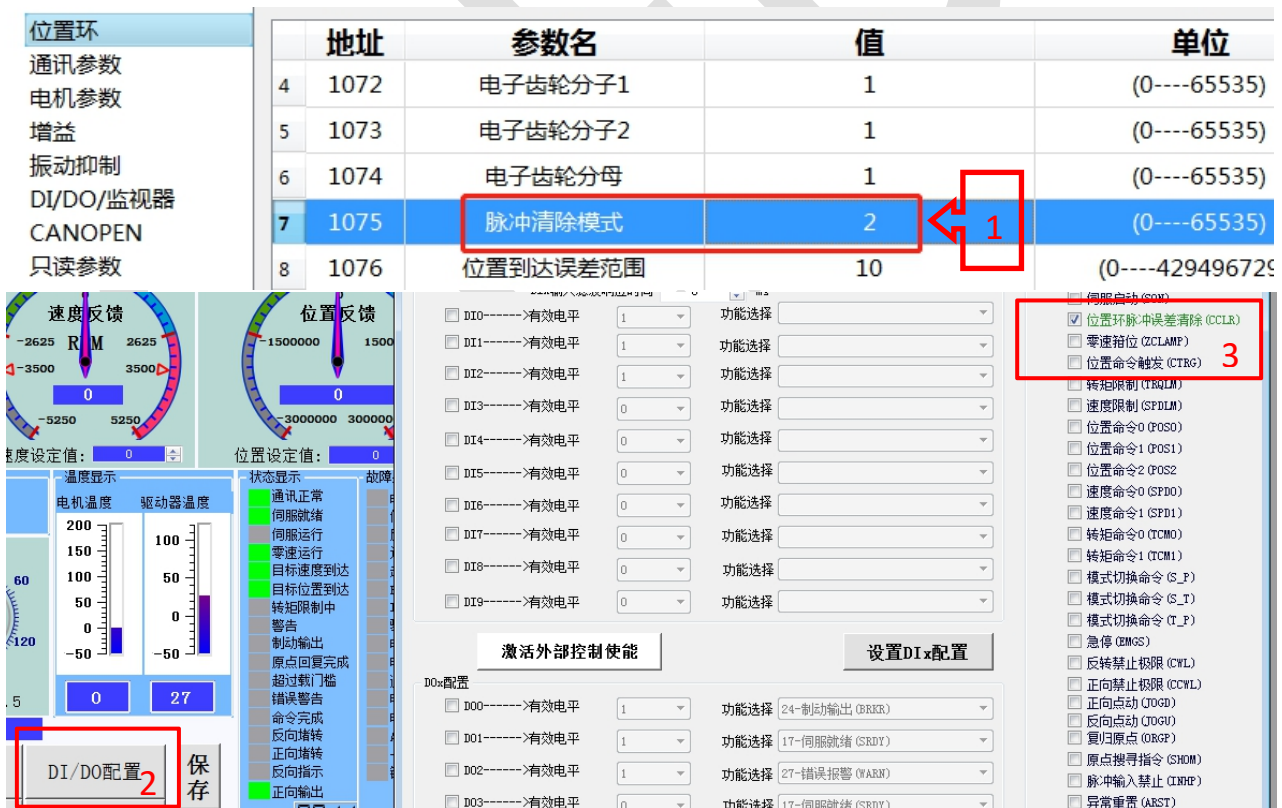 位置环
通讯参数
电机参数
增益
振动抑制
DI/DO/监视器
CANOPEN
只读参数
地址 参数名 值 单位
4 1072 电子齿轮分子1 1 (0----65535)
5 1073 电子齿轮分子2 1 (0----65535)
6 1074 电子齿轮分母 1 (0----65535)
7 1075 脉冲清除模式 2 (0----65535)
8 1076 位置到达误差范围 10 (0----429496729
1
速度反馈
-2625 RPM 2625
-3500 3500
0
-5250 5250
速度设定值: 0
位置反馈
-1500000 1500
0
-3000000 300000
位置设定值: 0
温度显示
电机温度 驱动器温度
200
150
100
50
0
-50
100
50
0
-50
0 27
60
120
.5
状态显示
通讯正常
伺服就绪
伺服运行
零速运行
目标速度到达
目标位置到达
转矩限制中
警告
制动输出
原点回复完成
超过载门槛
错误警告
命令完成
反向堵转
正向堵转
反向指示
正向输出
故障
DI/DO配置
2
保存
DI0------>有效电平 1 功能选择
DI1------>有效电平 1 功能选择
DI2------>有效电平 1 功能选择
DI3------>有效电平 0 功能选择
DI4------>有效电平 0 功能选择
DI5------>有效电平 0 功能选择
DI6------>有效电平 0 功能选择
DI7------>有效电平 0 功能选择
DI8------>有效电平 0 功能选择
DI9------>有效电平 0 功能选择
激活外部控制使能 设置DIx配置
DOx配置
DO0------>有效电平 1 功能选择 24-制动输出(BRKR)
DO1------>有效电平 1 功能选择 17-伺服就绪(SRDY)
DO2------>有效电平 1 功能选择 27-错误报警(WARN)
DO3------>有效电平 0 功能选择 17-伺服就绪(SRDY)
伺服启动(SON)
位置环脉冲误差清除(CCLR)
零速箝位(ZCLAMP)
位置命令触发(CTRG)
3
转矩限制(TRQLM)
速度限制(SPDLM)
位置命令0(POS0)
位置命令1(POS1)
位置命令2(POS2
速度命令0(SPD0)
速度命令1(SPD1)
转矩命令0(TCM0)
转矩命令1(TCM1)
模式切换命令(S_P)
模式切换命令(S_T)
模式切换命令(T_P)
急停(EMGS)
反转禁止极限(CWL)
正向禁止极限(CCWL)
正向点动(JOGD)
反向点动(JOGU)
复归原点(ORGP)
原点搜寻指令(SHOM)
脉冲输入禁止(INHP)
异常重置(ARST)